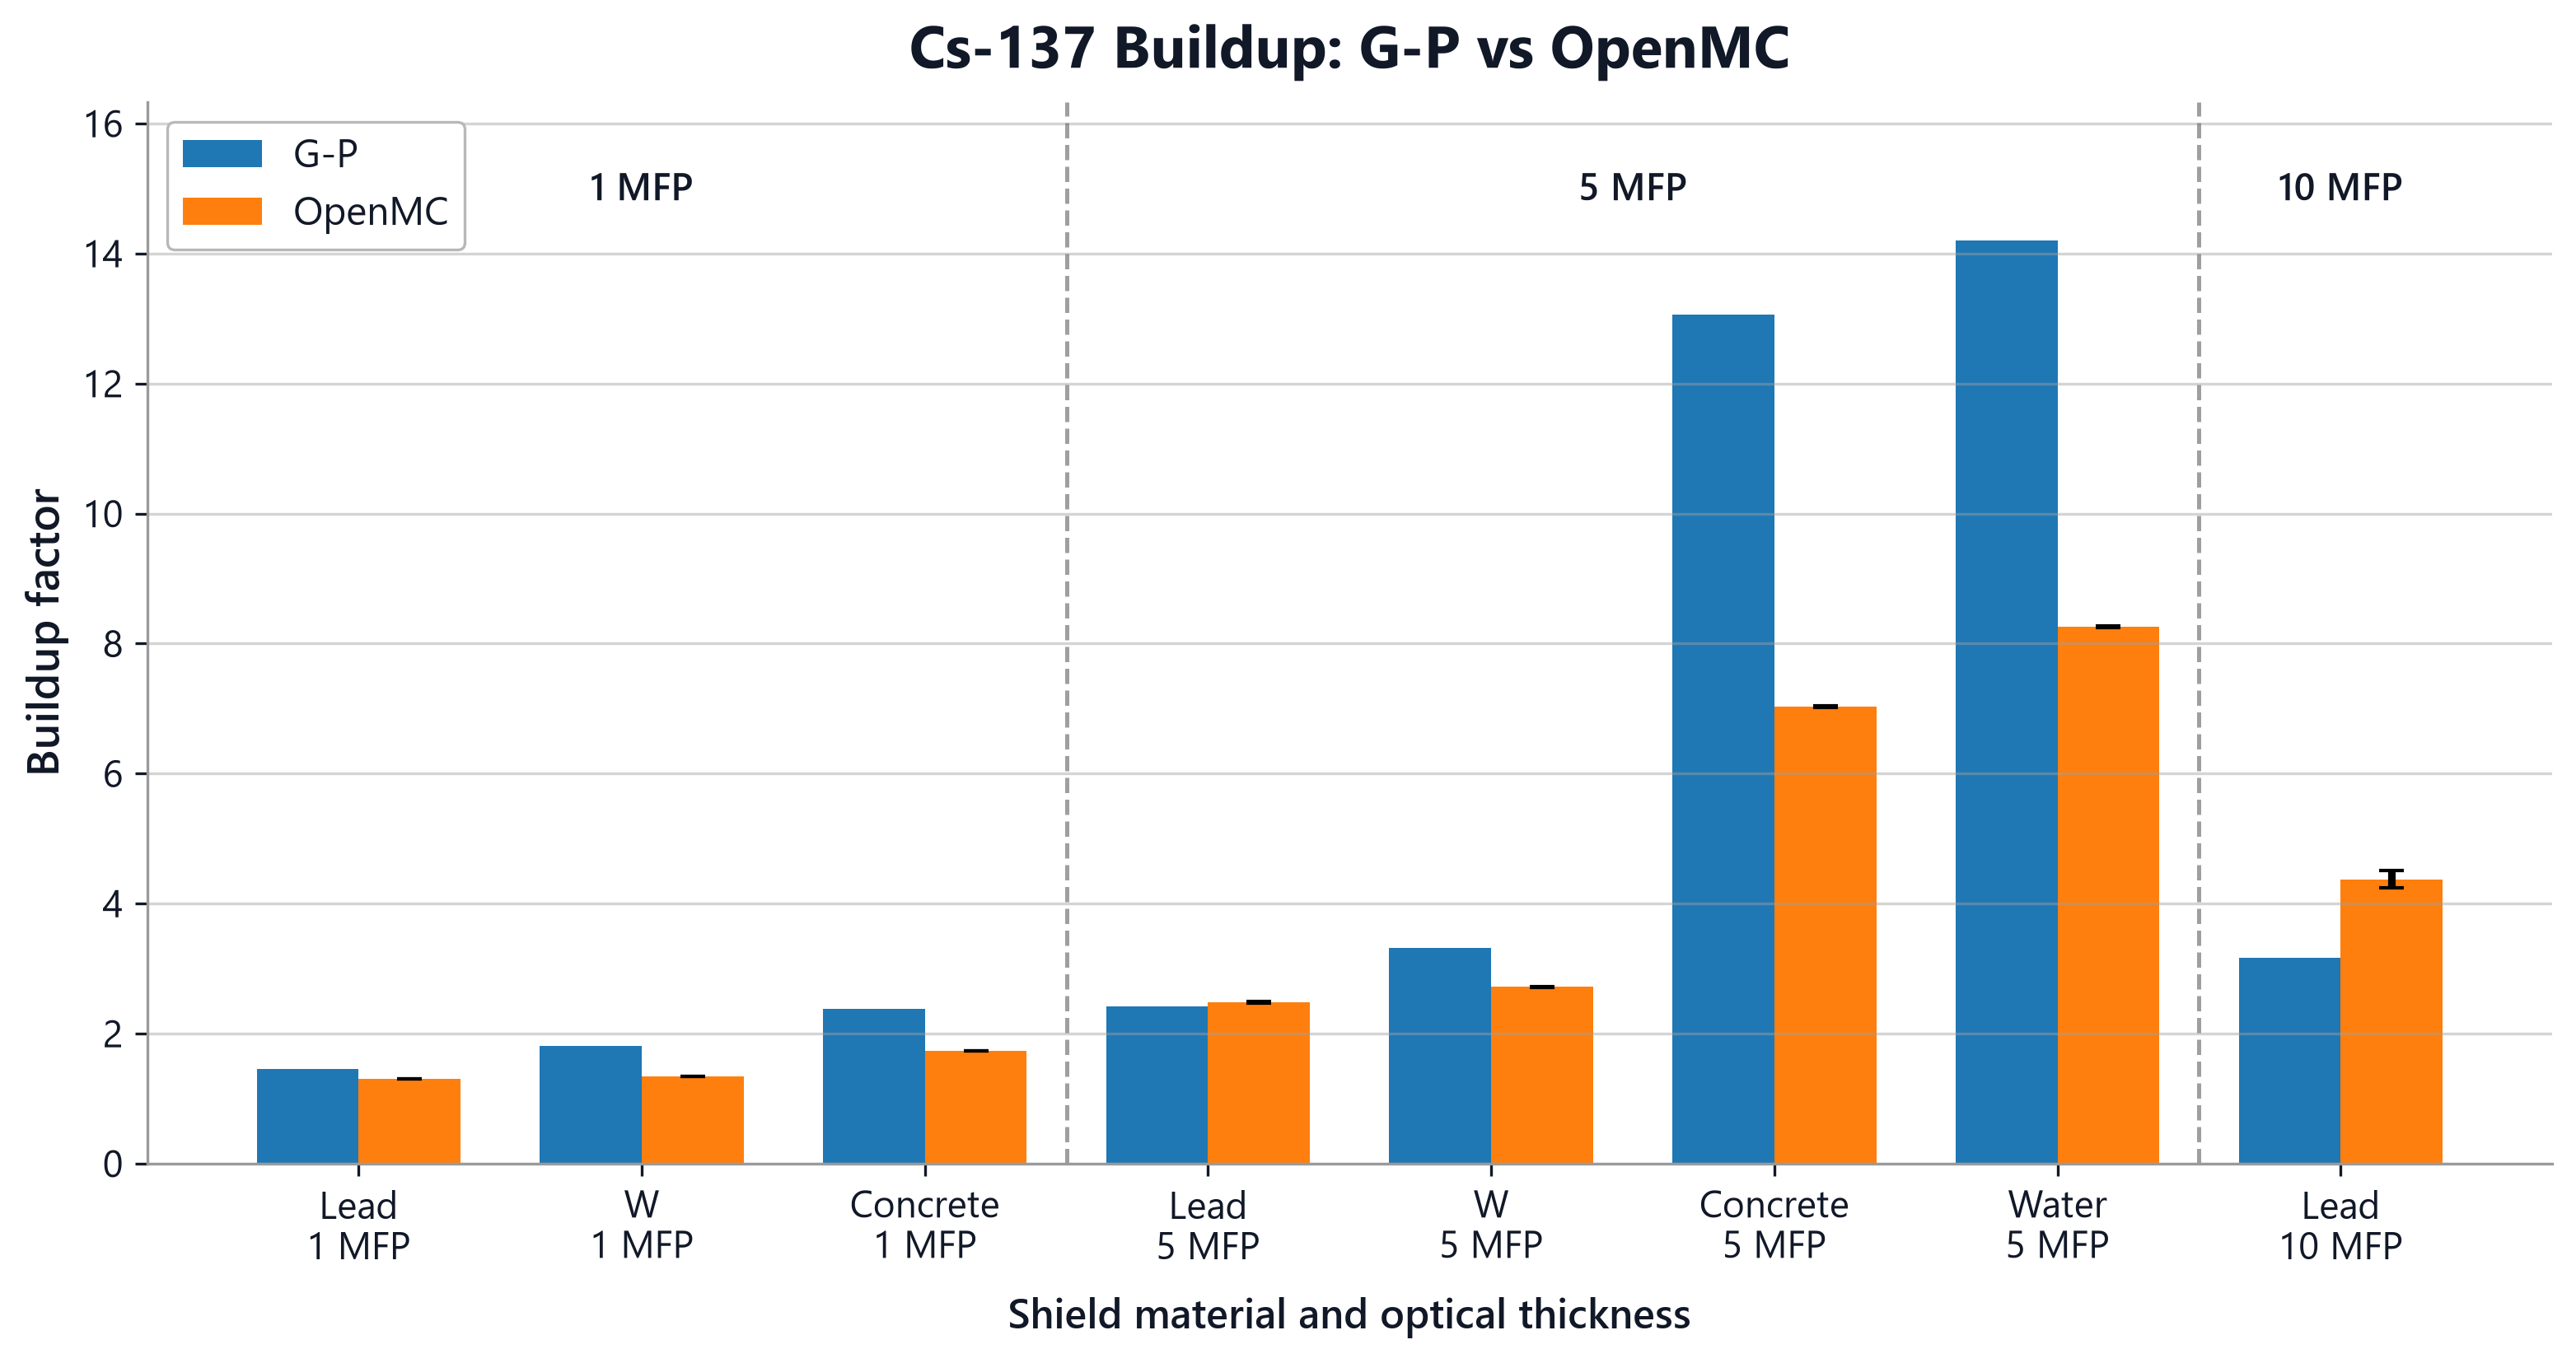 Cs-137 Buildup: G-P vs OpenMC
G-P
OpenMC
1 MFP
5 MFP
10 MFP
Buildup factor
16
14
12
10
8
6
4
2
0
Lead
1 MFP
W
1 MFP
Concrete
1 MFP
Lead
5 MFP
W
5 MFP
Concrete
5 MFP
Water
5 MFP
Lead
10 MFP
Shield material and optical thickness